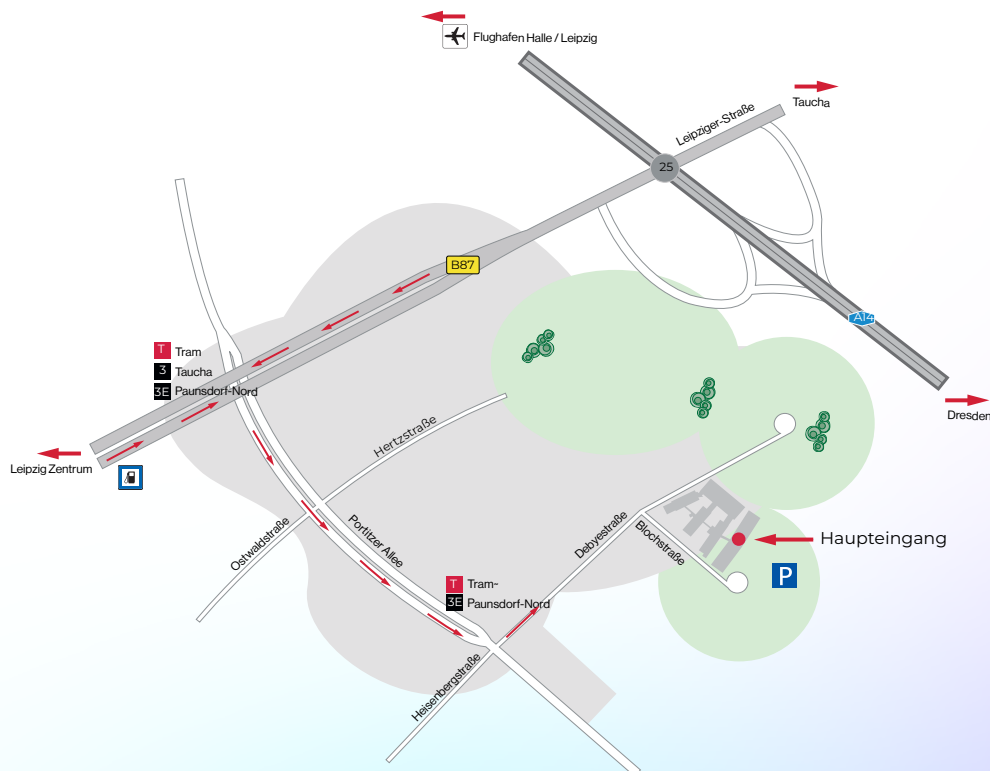 Flughafen Halle / Leipzig
Taucha
Leipziger-Straße
25
B87
A14
T Tram
3 Taucha
3E Paunsdorf-Nord
Dresden
Leipzig Zentrum
Hertzstraße
Ostwaldstraße
Portitzer Allee
Debyestraße
Blochstraße
Haupteingang
P
T Tram-
3E Paunsdorf-Nord
Heisenbergstraße